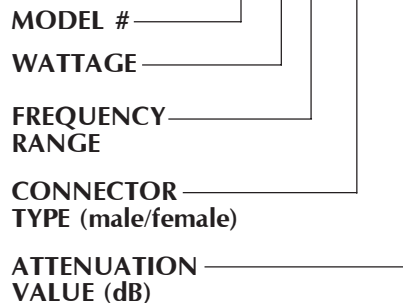 MODEL #
WATTAGE
FREQUENCY
RANGE
CONNECTOR
TYPE (male/female)
ATTENUATION
VALUE (dB)